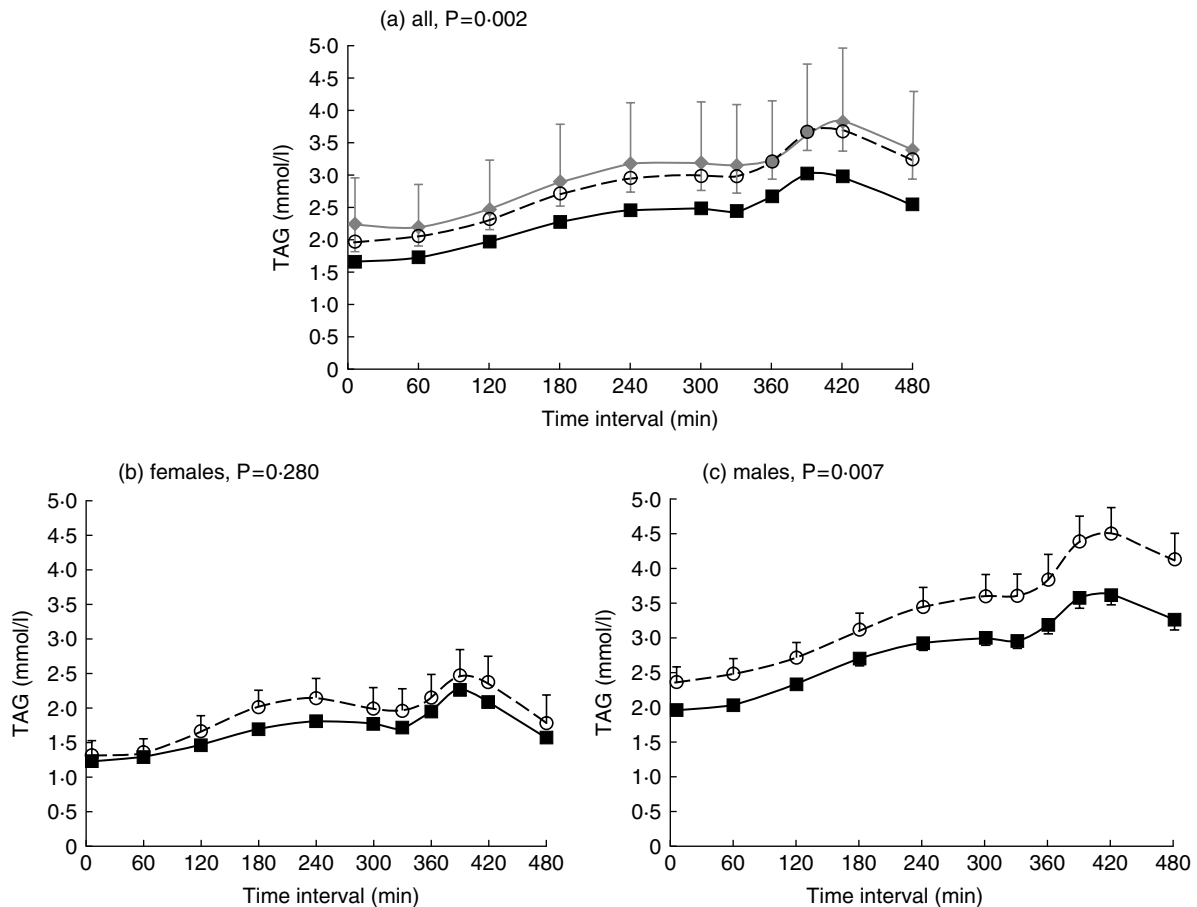 (a) all, P=0·002
TAG (mmol/l)
5·0
4·5
4·0
3·5
3·0
2·5
2·0
1·5
1·0
0·5
0
0 60 120 180 240 300 360 420 480
Time interval (min)
(b) females, P=0·280
TAG (mmol/l)
5·0
4·5
4·0
3·5
3·0
2·5
2·0
1·5
1·0
0·5
0
0 60 120 180 240 300 360 420 480
Time interval (min)
(c) males, P=0·007
TAG (mmol/l)
5·0
4·5
4·0
3·5
3·0
2·5
2·0
1·5
1·0
0·5
0
0 60 120 180 240 300 360 420 480
Time interval (min)